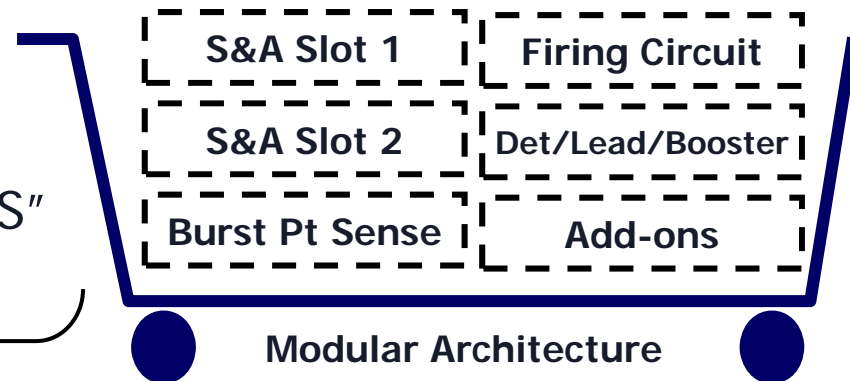 S&A Slot 1
Firing Circuit
S&A Slot 2
Det/Lead/Booster
S"
Burst Pt Sense
Add-ons
Modular Architecture